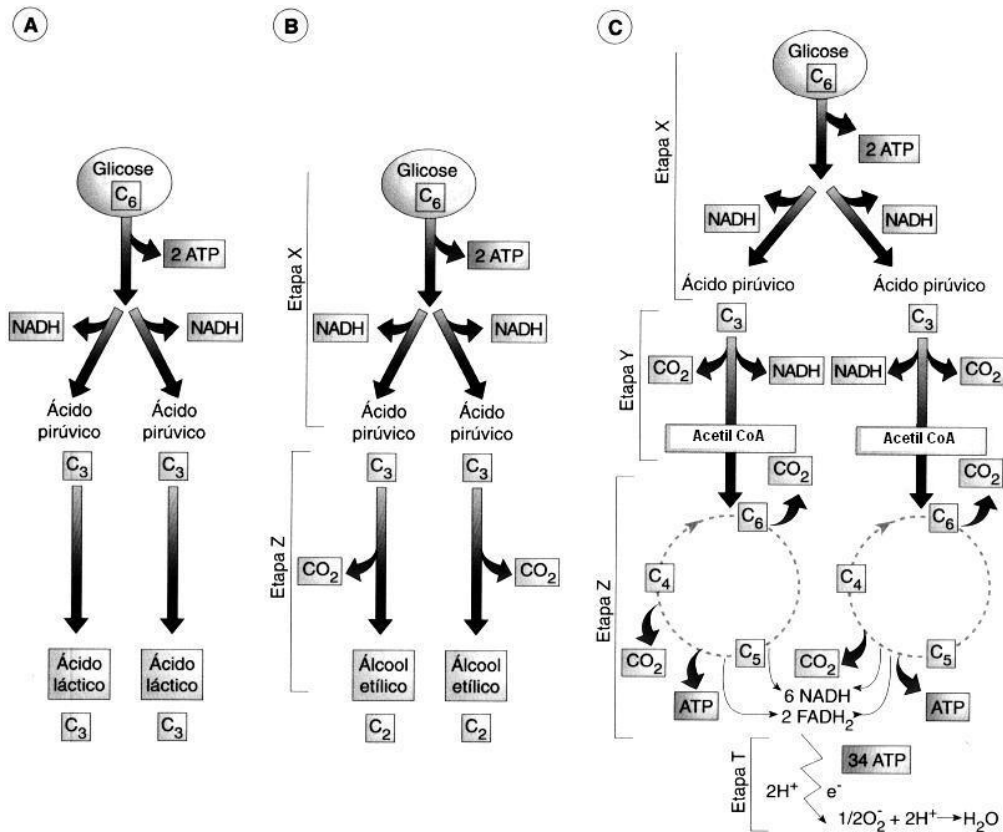 A
Glicose
C6
2 ATP
NADH
NADH
Ácido
pirúvico
Ácido
pirúvico
C3
C3
Ácido
láctico
Ácido
láctico
C3
C3
B
Etapa X
Glicose
C6
2 ATP
NADH
NADH
Ácido
pirúvico
Ácido
pirúvico
Etapa Z
C3
C3
CO2
CO2
Álcool
etílico
Álcool
etílico
C2
C2
C
Etapa X
Glicose
C6
2 ATP
NADH
NADH
Ácido pirúvico
Ácido pirúvico
Etapa Y
C3
C3
CO2
NADH
NADH
CO2
Acetil CoA
Acetil CoA
CO2
CO2
Etapa Z
C6
C6
C4
C4
C5
C5
CO2
CO2
ATP
ATP
6 NADH
2 FADH2
Etapa T
34 ATP
2H+
e-
1/2O2- + 2H+ → H2O